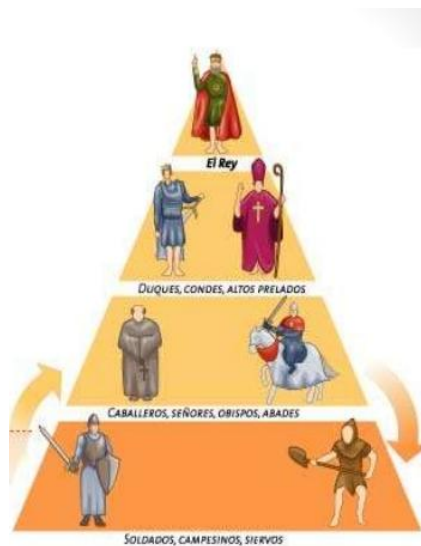 El Rey
DUQUES, CONDES, ALTOS PRELADOS
CABALLEROS, SEÑORES, OBISPOS, ABADES
SOLDADOS, CAMPESINOS, SIERVOS